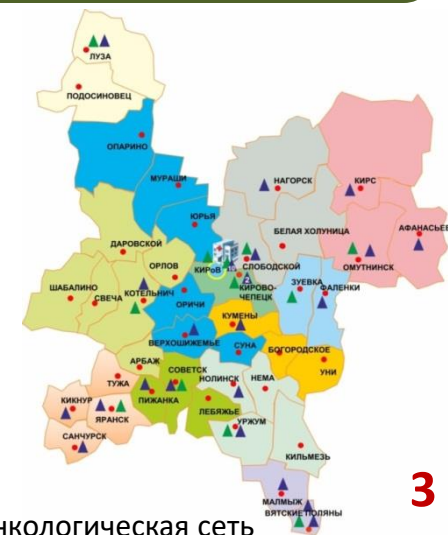 ЛУЗА
ПОДОСИНОВЕЦ
ОПАРИНО
МУРАШИ
НАГОРСК
КИРС
ЮРЬЯ
АФАНАСЬЕ
БЕЛАЯ ХОЛУНИЦА
ДАРОВСКОЙ
КИРОВ
СЛОБОДСКОЙ
ОМУТНИНСК
ОРЛОВ
КИРОВО-
ЧЕПЕЦК
ЗУЕВКА
ФАЛЕНКИ
ШАБАЛИНО
СВЕЧА
КОТЕЛЬНИЧ
ОРИЧИ
КУМЕНЫ
ВЕРХОШИЖЕМЬЕ
СУНА
БОГОРОДСКОЕ
УНИ
АРБАЖ
СОВЕТСК
НОЛИНСК
НЕМА
ТУЖА
ПИЖАНКА
КИКНУР
ЯРАНСК
ЛЕБЯЖЬЕ
УРЖУМ
САНЧУРСК
КИЛЬМЕЗЬ
МАЛМЫЖ
ВЯТСКИЕ ПОЛЯНЫ
3
нкологическая сеть